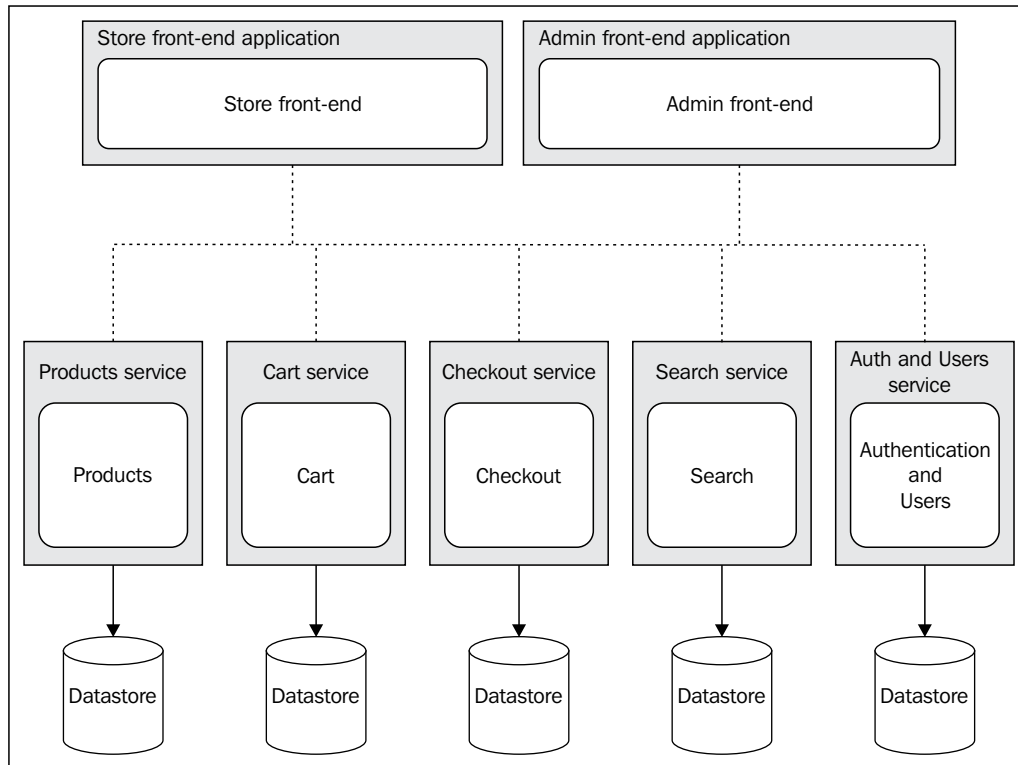 Store front-end application
Store front-end
Admin front-end application
Admin front-end
Products service
Products
Cart service
Cart
Checkout service
Checkout
Search service
Search
Auth and Users
service
Authentication
and
Users
Datastore
Datastore
Datastore
Datastore
Datastore